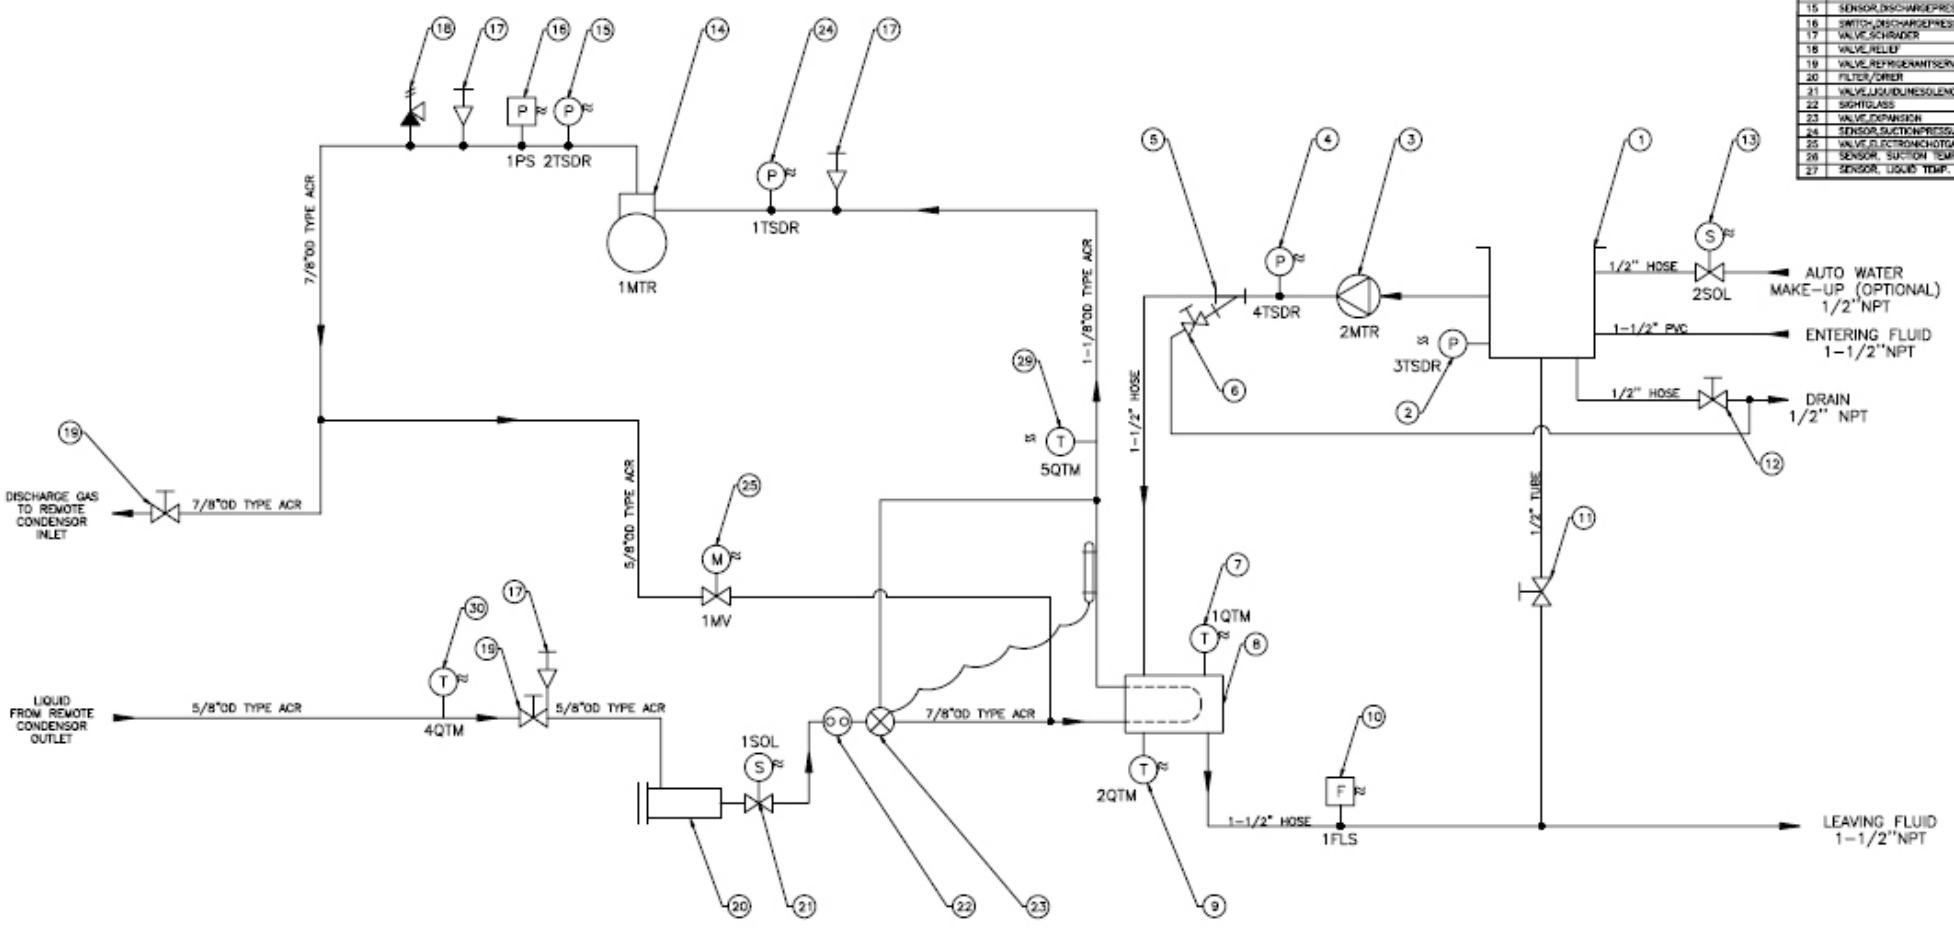 15 SENSOR,DISCHARGEPRES
16 SWITCH,DISCHARGEPRES
17 VALVE,SCHRADER
18 VALVE,RELIEF
19 VALVE,REFRIGERANTSERV
20 FILTER/DRIER
21 VALVE,LIQUIDLINESOLENO
22 SIGHTGLASS
23 VALVE,EXPANSION
24 SENSOR,SUCTIONPRESSU
25 VALVE,ELECTRONICHOTGA
26 SENSOR, SUCTION TEMP
27 SENSOR, LIQUID TEMP.
18
17
16
15
14
24
17
5
4
3
1
13
P
P
1PS 2TSDR
P
1TSDR
1MTR
7/8"OD TYPE ACR
1-1/8"OD TYPE ACR
S
1/2" HOSE
2SOL
AUTO WATER
MAKE-UP (OPTIONAL)
1/2"NPT
P
4TSDR
2MTR
1-1/2" PVC
ENTERING FLUID
1-1/2"NPT
P
3TSDR
6
2
1/2" HOSE
DRAIN
1/2" NPT
12
29
T
5QTM
1-1/2" HOSE
19
DISCHARGE GAS
TO REMOTE
CONDENSOR
INLET
7/8"OD TYPE ACR
5/8"OD TYPE ACR
25
M
1MV
1/2" TUBE
11
7
1QTM
T
8
30
T
4QTM
17
19
LIQUID
FROM REMOTE
CONDENSOR
OUTLET
5/8"OD TYPE ACR
5/8"OD TYPE ACR
7/8"OD TYPE ACR
1SOL
S
T
2QTM
10
F
1FLS
1-1/2" HOSE
LEAVING FLUID
1-1/2"NPT
20
21
22
23
9